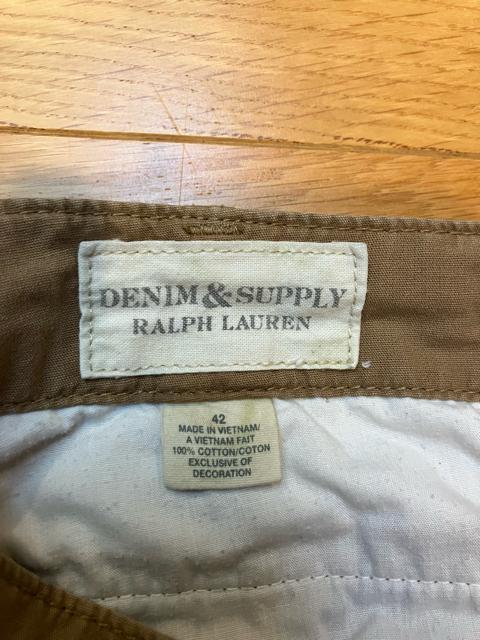 DENIM & SUPPLY
RALPH LAUREN
42
MADE IN VIETNAM/
A VIETNAM FAIT
100% COTTON/COTON
EXCLUSIVE OF
DECORATION